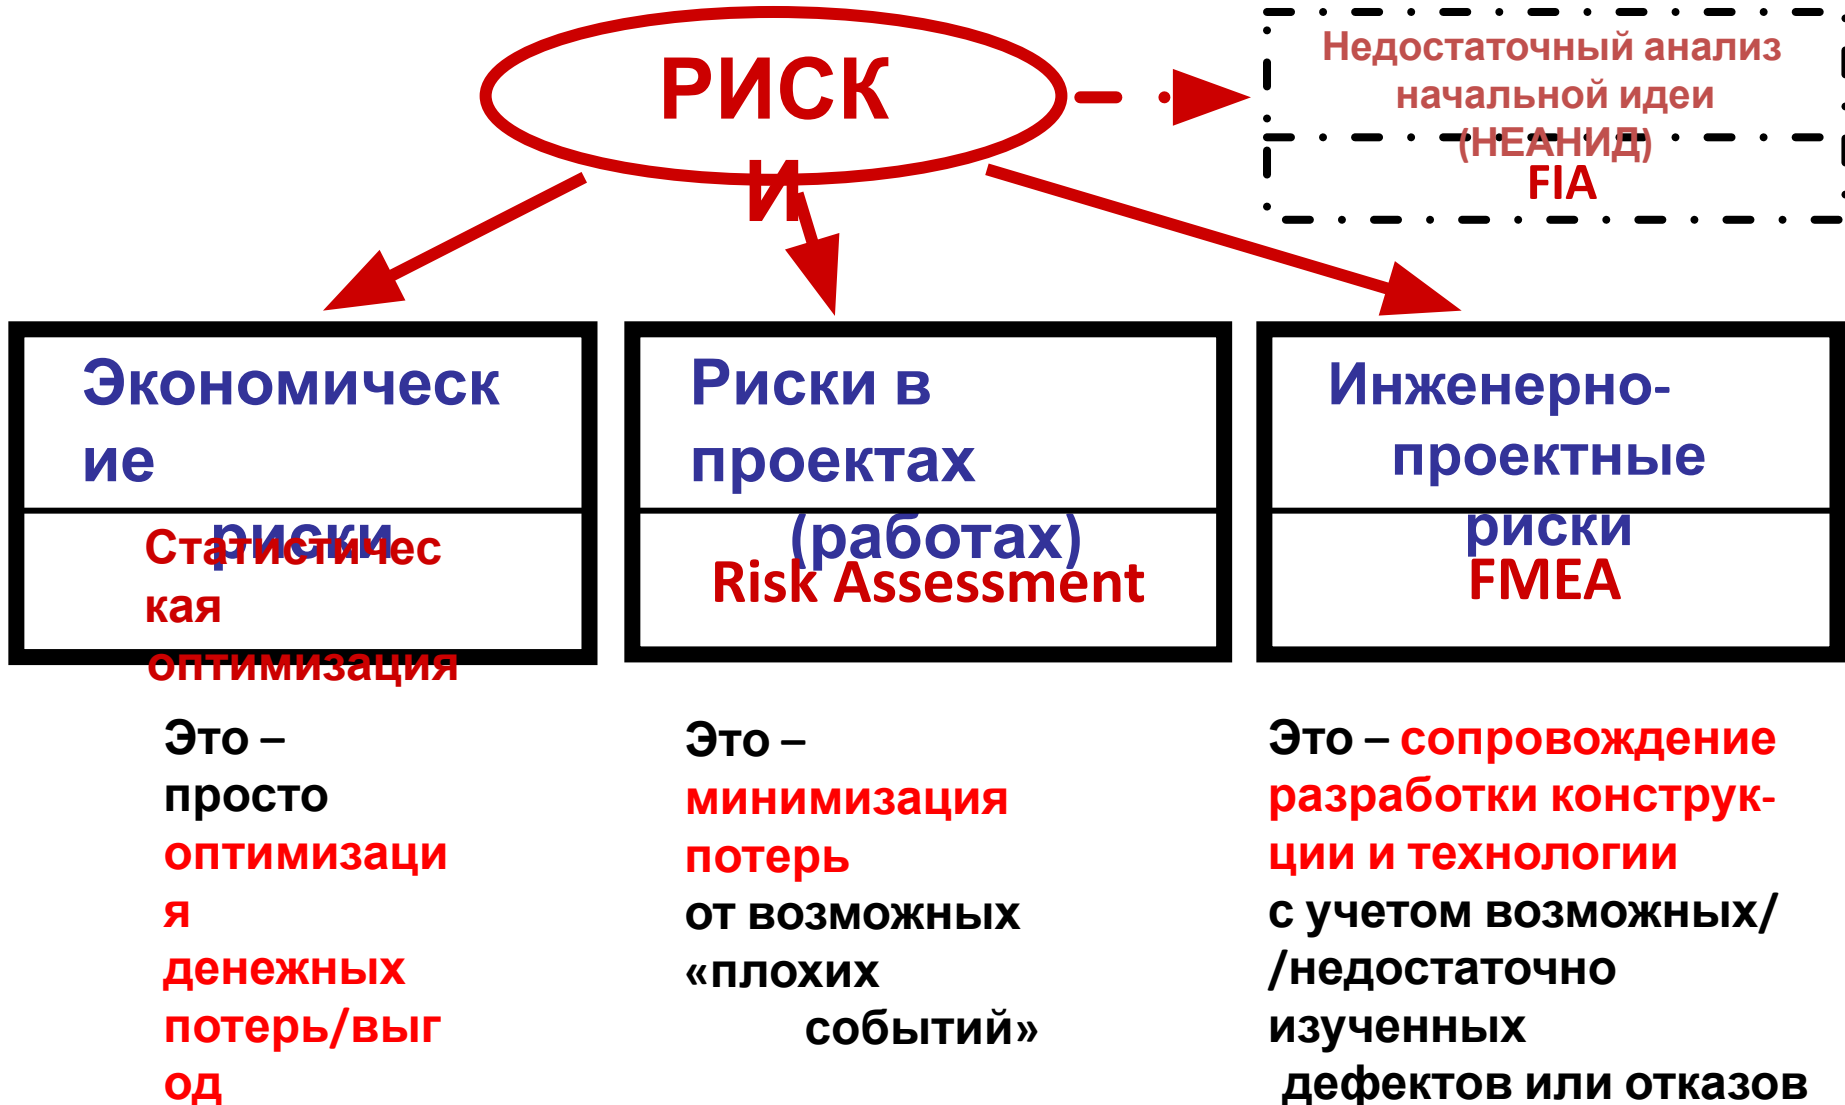 РИСК
И
Недостаточный анализ
начальной идеи
(НЕАНИД)
FIA
Экономическ
ие
риски
Статистичес
кая
оптимизация
Риски в
проектах
(работах)
Risk Assessment
Инженерно-
проектные
риски
FMEA
Это –
просто
оптимизаци
я
денежных
потерь/выг
од
Это –
минимизация
потерь
от возможных
«плохих
событий»
Это – сопровождение
разработки конструк-
ции и технологии
с учетом возможных/
/недостаточно
изученных
дефектов или отказов